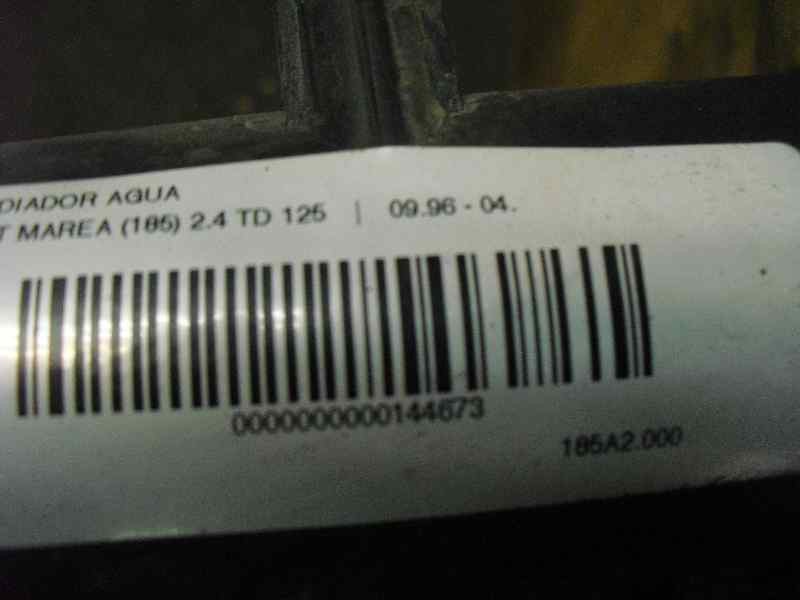 DIADOR AGUA
T MAREA (185) 2.4 TD 125 | 09.96 - 04.
0000000000144673
185A2.000